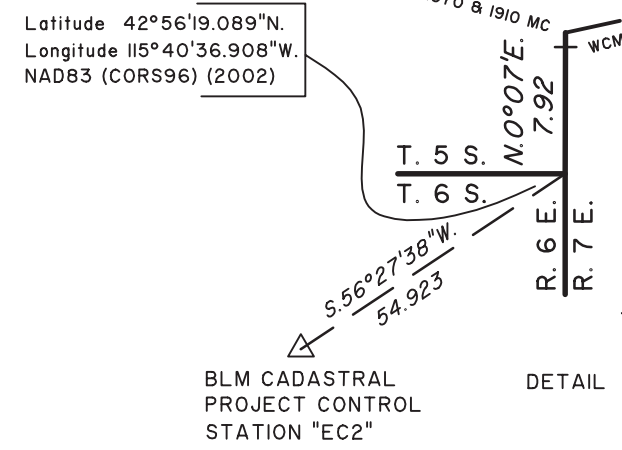 Latitude 42°56'19.089"N.
Longitude 115°40'36.908"W.
NAD83 (CORS96) (2002)
& 1910 MC
WCM
N.0°07'E.
7.92
T. 5 S.
T. 6 S.
R. 6 E.
R. 7 E.
S.56°27'38"W.
54.923
BLM CADASTRAL
PROJECT CONTROL
STATION "EC2"
DETAIL